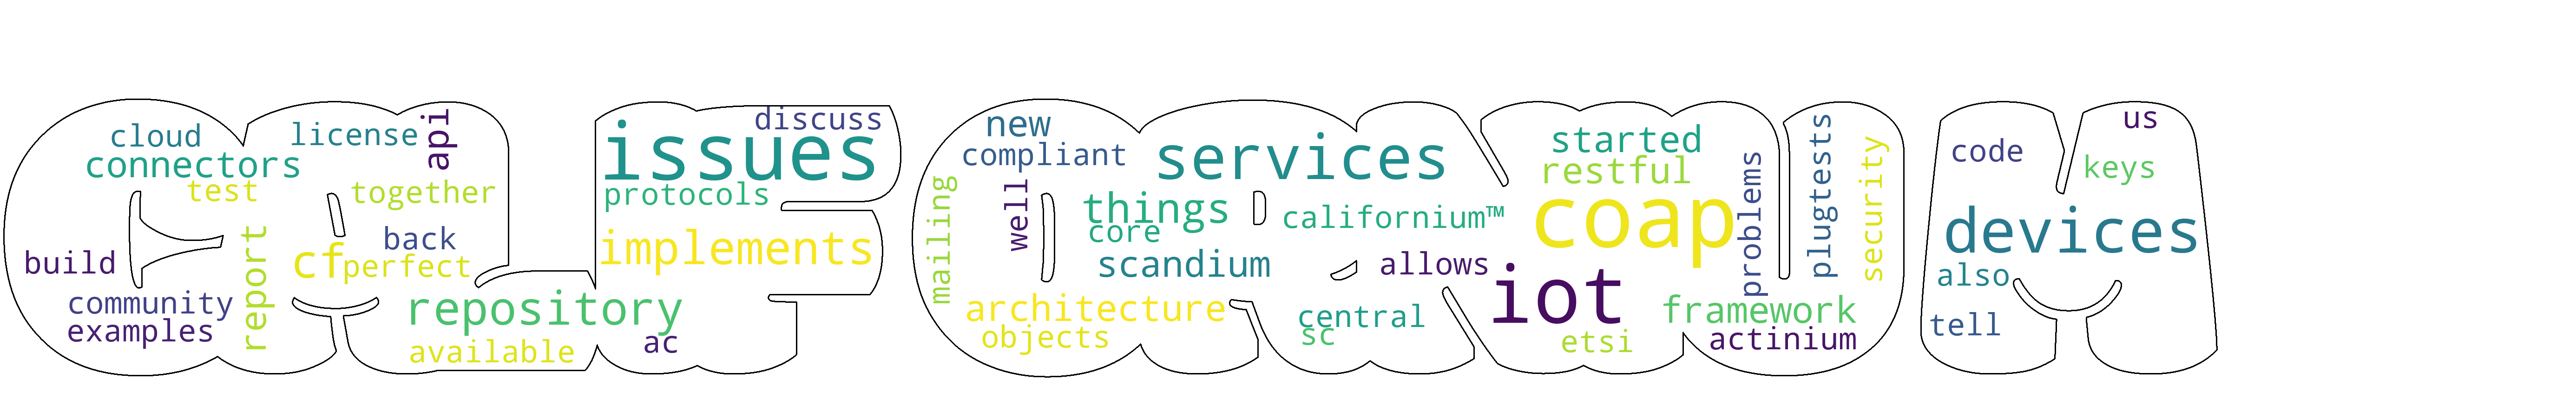 cloud
license
api
connectors
test
together
build
report
cf
back
perfect
community
examples
repository
available
ac
issues
discuss
protocols
implements
new
compliant
mailing
well
services
things
core
californium™
scandium
allows
architecture
objects
central
sc
started
restful
coap
iot
problems
plugtests
security
framework
actinium
etsi
code
us
keys
devices
also
tell